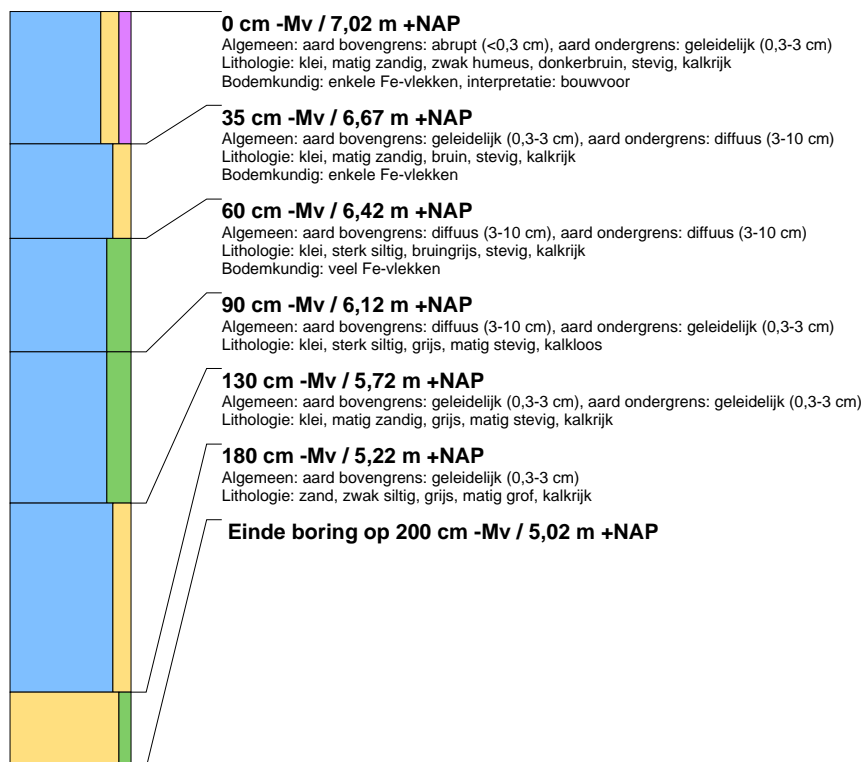 0 cm -Mv / 7,02 m +NAP
Algemeen: aard bovengrens: abrupt (<0,3 cm), aard ondergrens: geleidelijk (0,3-3 cm)
Lithologie: klei, matig zandig, zwak humeus, donkerbruin, stevig, kalkrijk
Bodemkundig: enkele Fe-vlekken, interpretatie: bouwvoor
35 cm -Mv / 6,67 m +NAP
Algemeen: aard bovengrens: geleidelijk (0,3-3 cm), aard ondergrens: diffuus (3-10 cm)
Lithologie: klei, matig zandig, bruin, stevig, kalkrijk
Bodemkundig: enkele Fe-vlekken
60 cm -Mv / 6,42 m +NAP
Algemeen: aard bovengrens: diffuus (3-10 cm), aard ondergrens: diffuus (3-10 cm)
Lithologie: klei, sterk siltig, bruingrijs, stevig, kalkrijk
Bodemkundig: veel Fe-vlekken
90 cm -Mv / 6,12 m +NAP
Algemeen: aard bovengrens: diffuus (3-10 cm), aard ondergrens: geleidelijk (0,3-3 cm)
Lithologie: klei, sterk siltig, grijs, matig stevig, kalkloos
130 cm -Mv / 5,72 m +NAP
Algemeen: aard bovengrens: geleidelijk (0,3-3 cm), aard ondergrens: geleidelijk (0,3-3 cm)
Lithologie: klei, matig zandig, grijs, matig stevig, kalkrijk
180 cm -Mv / 5,22 m +NAP
Algemeen: aard bovengrens: geleidelijk (0,3-3 cm)
Lithologie: zand, zwak siltig, grijs, matig grof, kalkrijk
Einde boring op 200 cm -Mv / 5,02 m +NAP